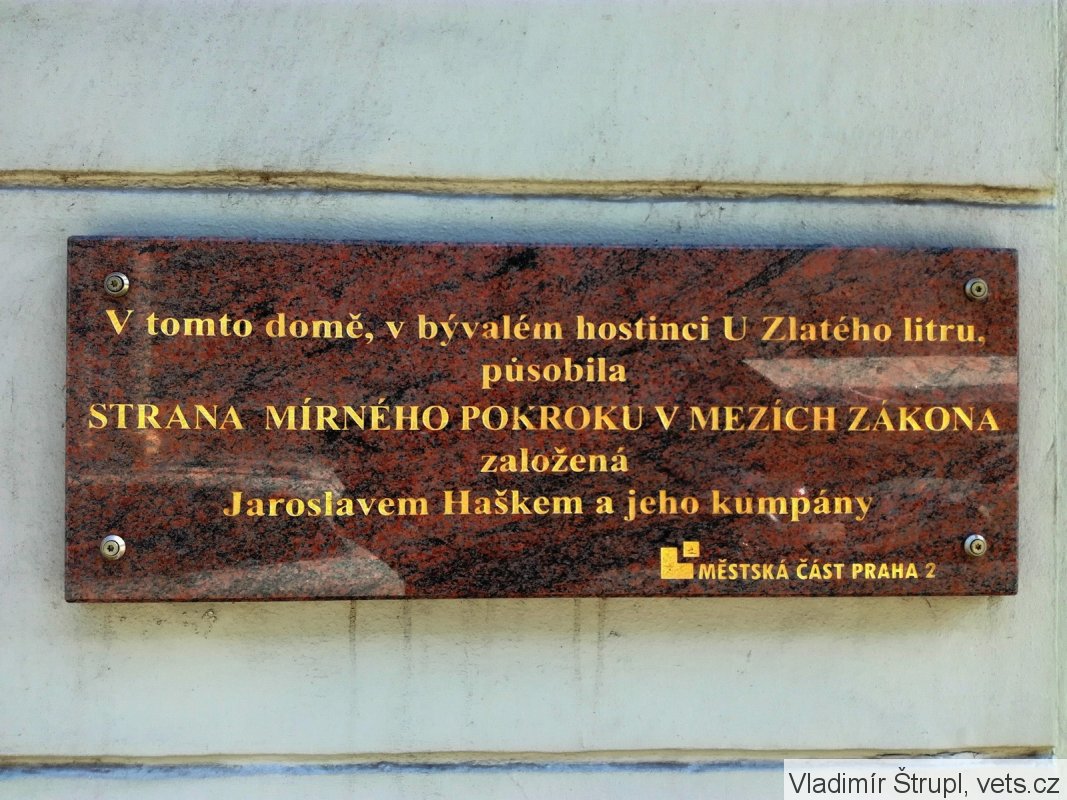 V tomto domě, v bývalém hostinci U Zlatého litru,
působila
STRANA MÍRNÉHO POKROKU V MEZÍCH ZÁKONA
založená
Jaroslavem Haškem a jeho kumpány
MĚSTSKÁ ČÁST PRAHA 2
Vladimír Štrupl, vets.cz